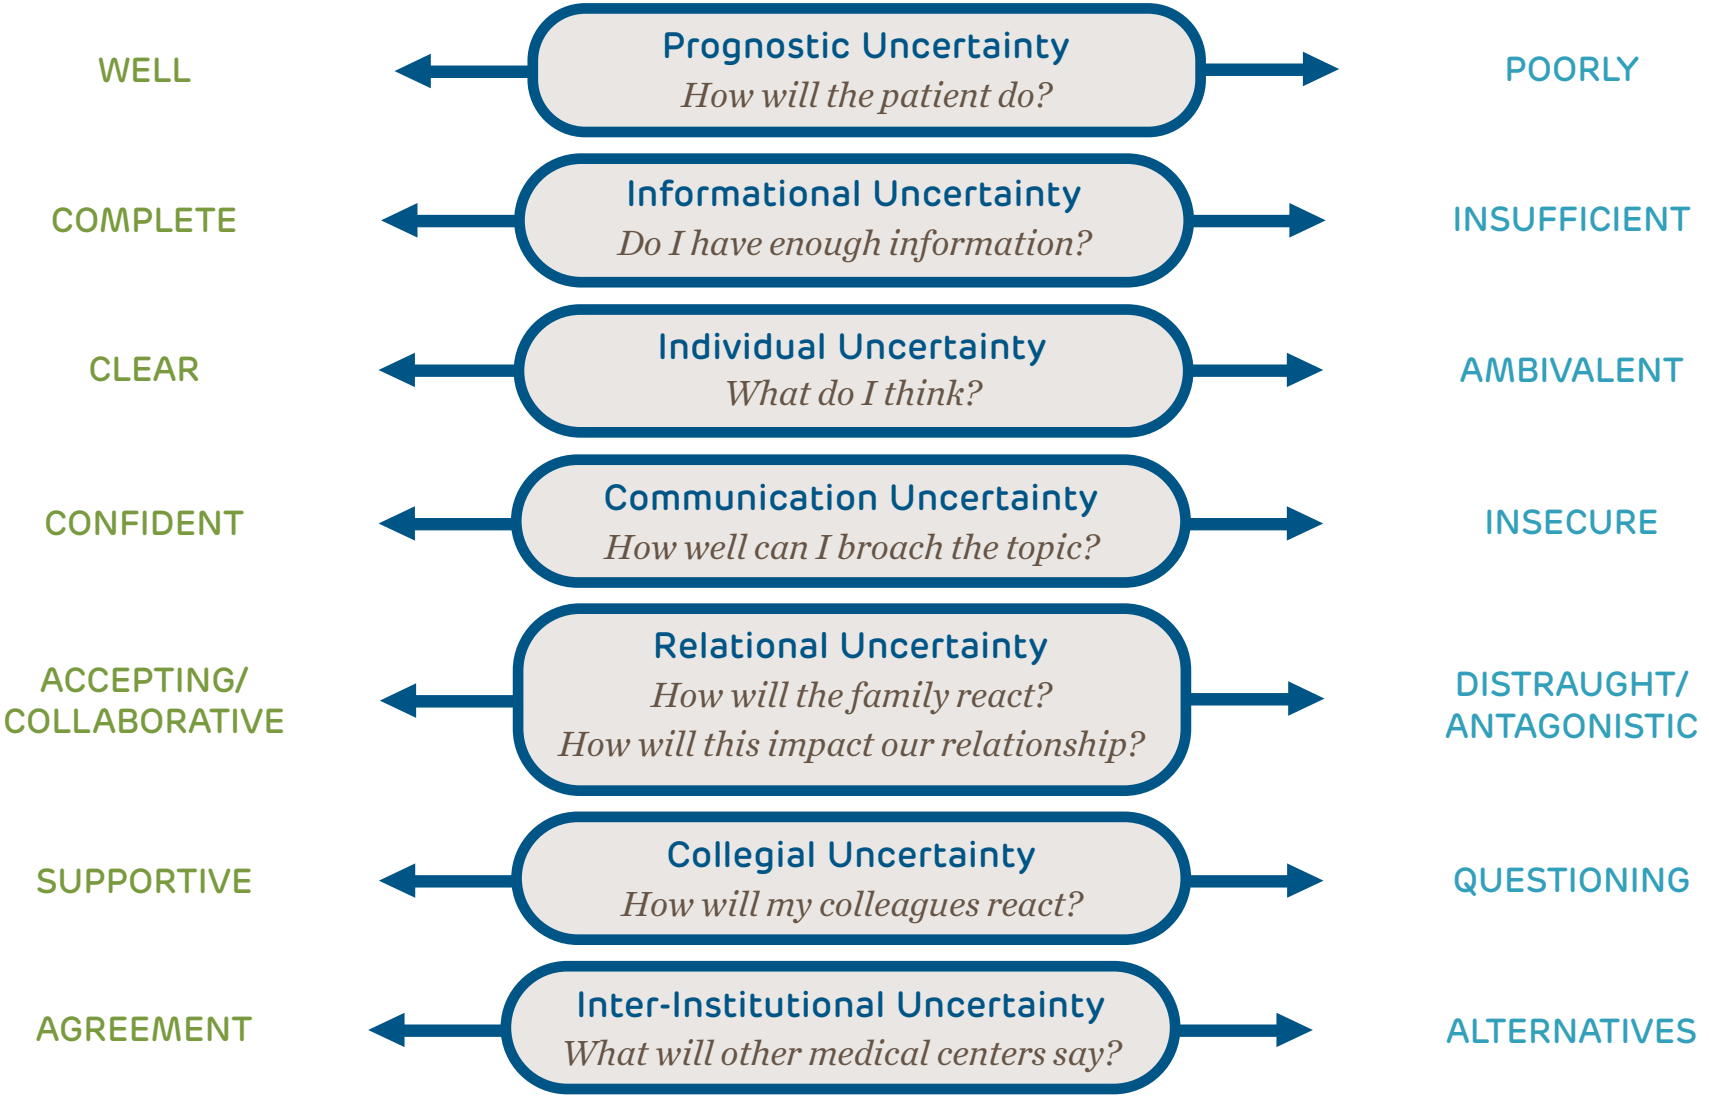 Prognostic Uncertainty
WELL
POORLY
How will the patient do?
Informational Uncertainty
COMPLETE
INSUFFICIENT
Do I have enough information?
Individual Uncertainty
CLEAR
AMBIVALENT
What do I think?
Communication Uncertainty
CONFIDENT
INSECURE
How well can I broach the topic?
Relational Uncertainty
ACCEPTING/
COLLABORATIVE
How will the family react?
How will this impact our relationship?
DISTRAUGHT/
ANTAGONISTIC
Collegial Uncertainty
SUPPORTIVE
QUESTIONING
How will my colleagues react?
Inter-Institutional Uncertainty
AGREEMENT
ALTERNATIVES
What will other medical centers say?